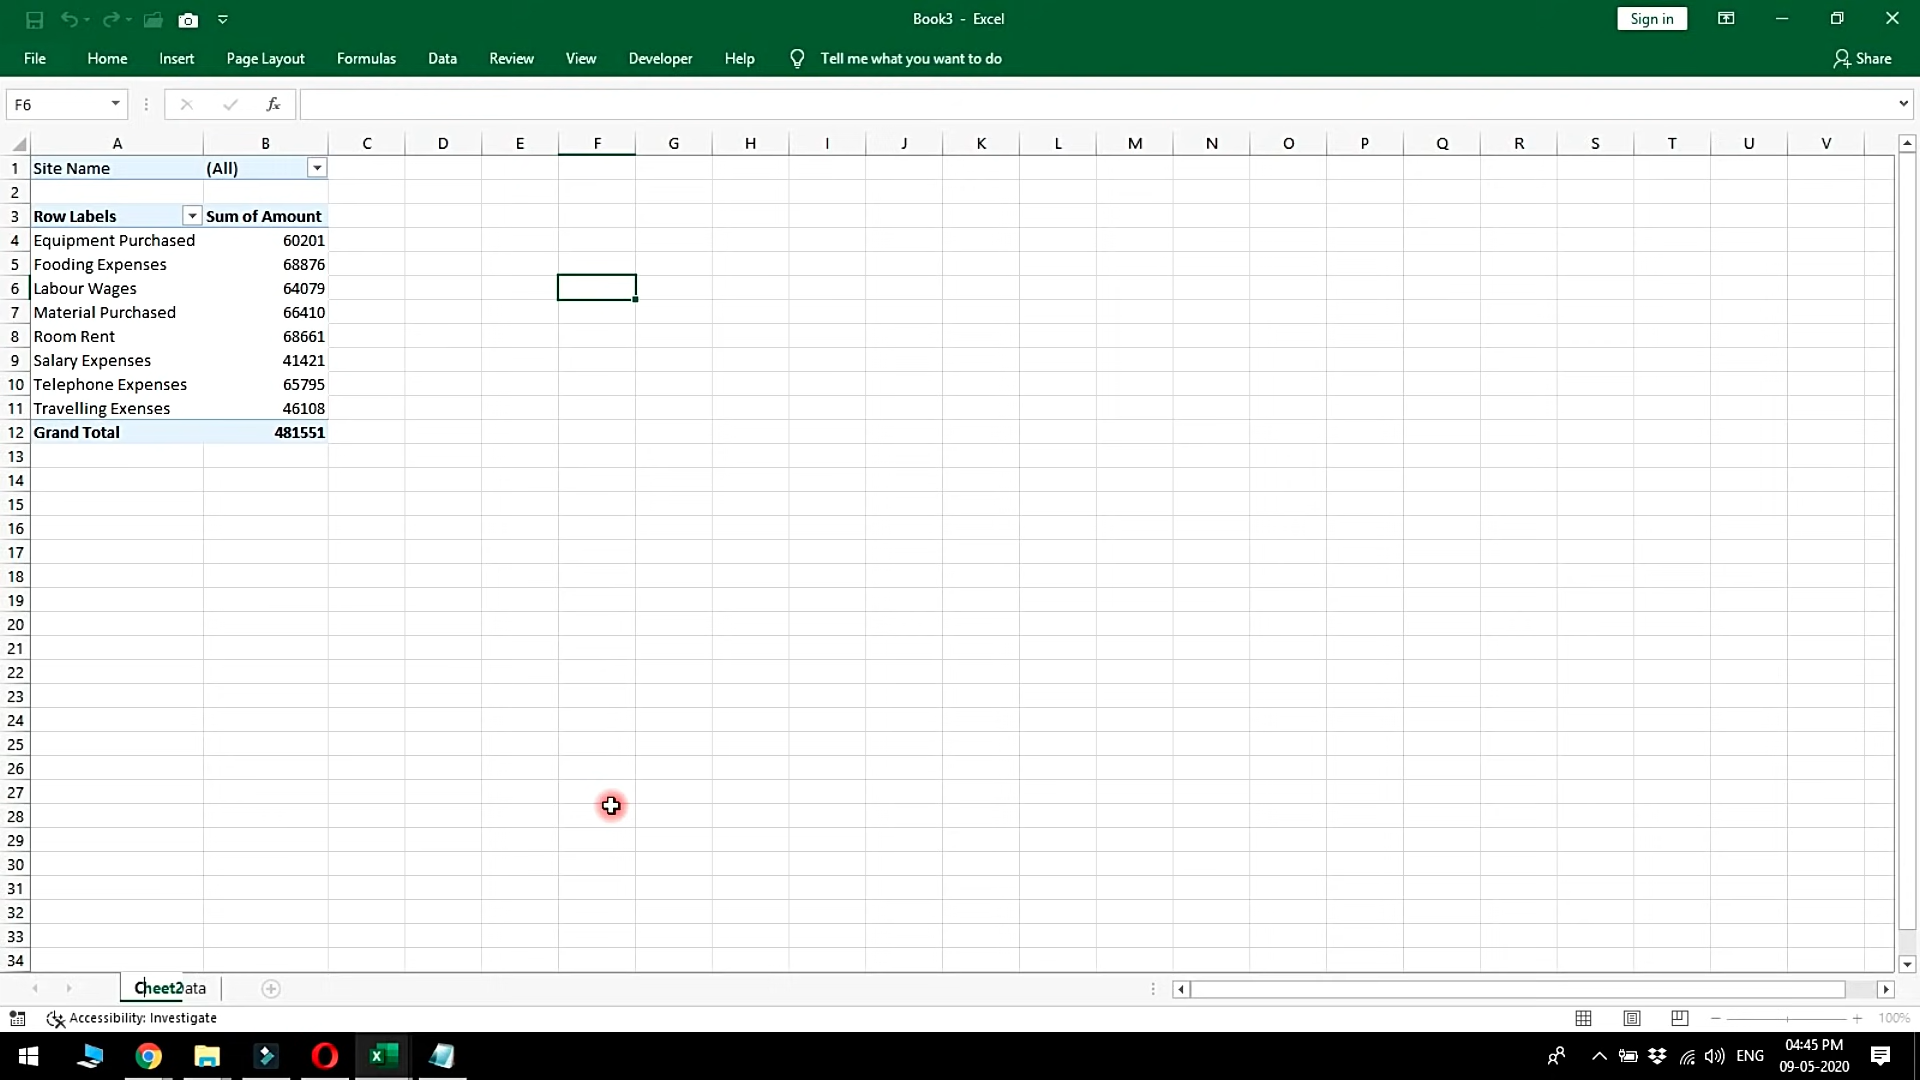 Book3 - Excel
Sign in
File Home Insert Page Layout Formulas Data Review View Developer Help Tell me what you want to do Share
F6 fx
A B C D E F G H I J K L M N O P Q R S T U V
1 Site Name (All)
2
3 Row Labels Sum of Amount
4 Equipment Purchased 60201
5 Fooding Expenses 68876
6 Labour Wages 64079
7 Material Purchased 66410
8 Room Rent 68661
9 Salary Expenses 41421
10 Telephone Expenses 65795
11 Travelling Exenses 46108
12 Grand Total 481551
13
14
15
16
17
18
19
20
21
22
23
24
25
26
27
28
29
30
31
32
33
34
Accessibility: Investigate 100%
ENG 04:45 PM
09-05-2020